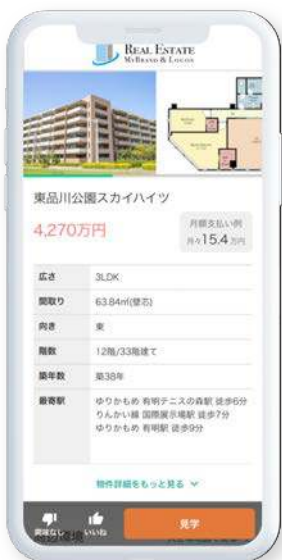 REAL ESTATE
MYBRAND & LOGOS
東品川公園スカイハイツ
4,270万円
月額支払い例
月々15.4万円
広さ 3LDK
間取り 63.84㎡(壁芯)
向き 東
階数 12階/33階建て
築年数 築38年
最寄駅 ゆりかもめ 有明テニスの森駅 徒歩6分
りんかい線 国際展示場駅 徒歩7分
ゆりかもめ 有明駅 徒歩9分
物件詳細をもっと見る
興味なし いいね 見学